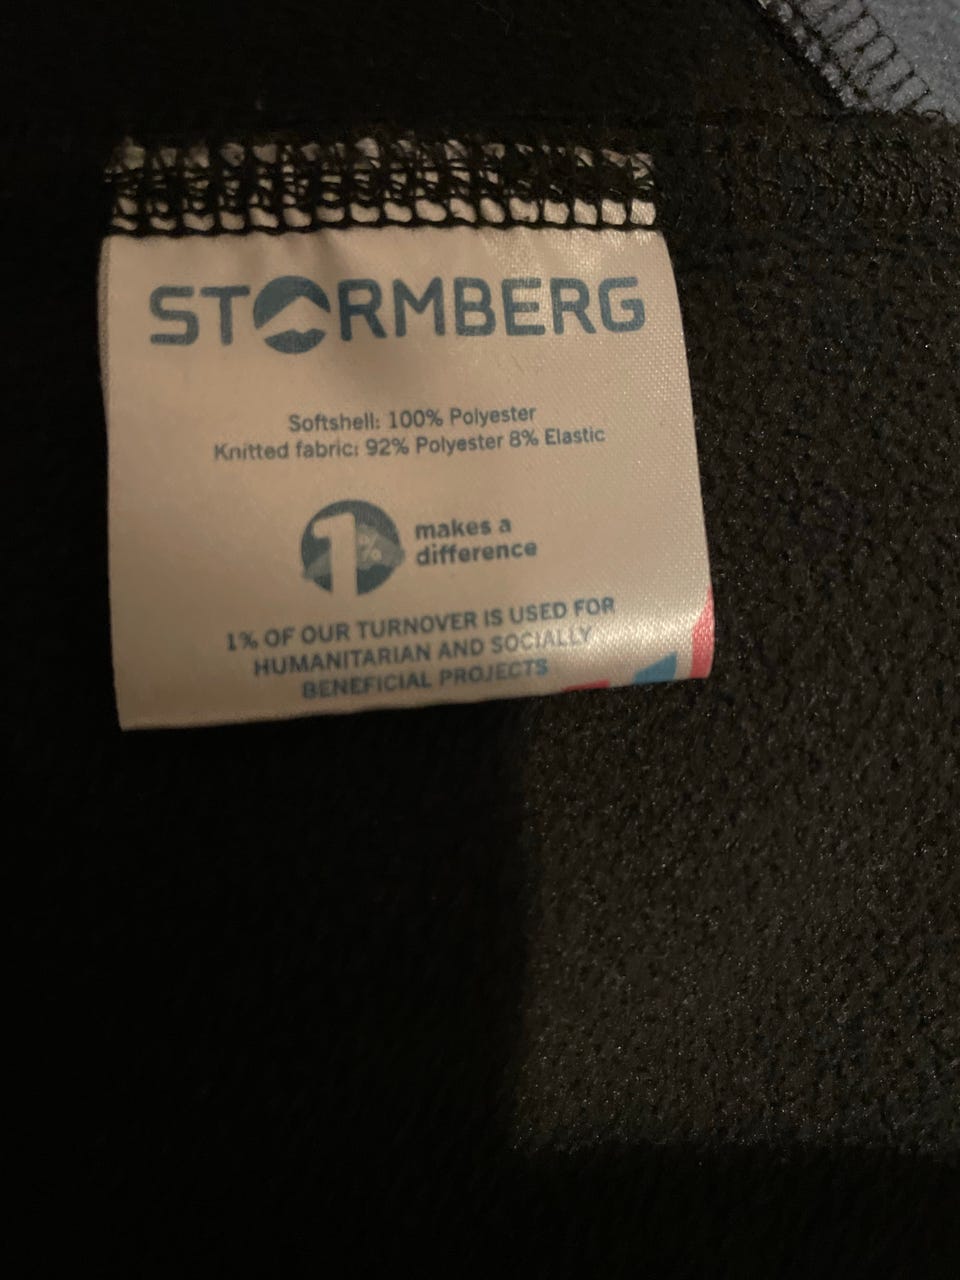 STORMBERG
Softshell: 100% Polyester
Knitted fabric: 92% Polyester 8% Elastic
1%
makes a
difference
1% OF OUR TURNOVER IS USED FOR
HUMANITARIAN AND SOCIALLY
BENEFICIAL PROJECTS